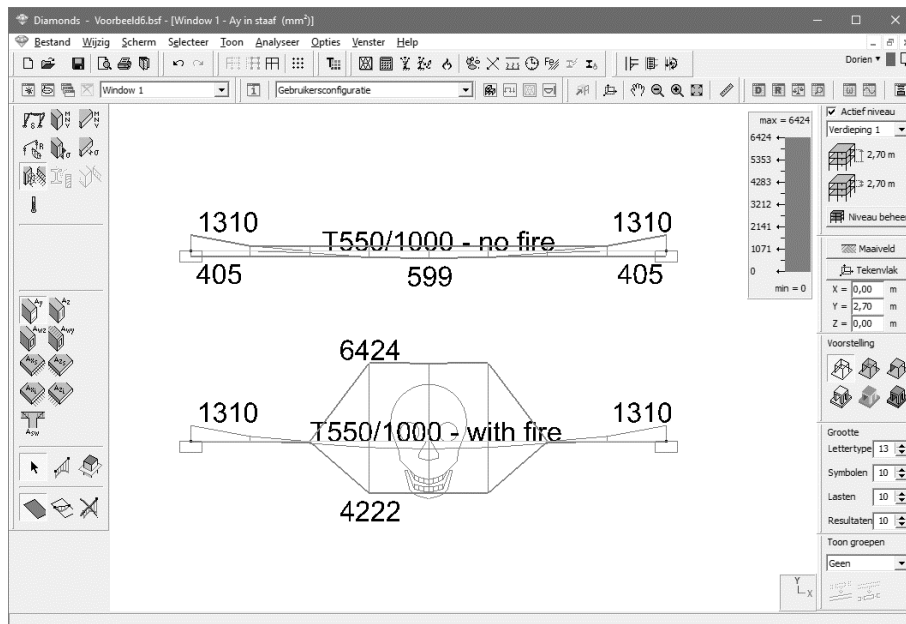 Diamonds - Voorbeeld6.bsf - [Window 1 - Ay in staaf (mm²)]
Bestand Wijzig Scherm Selecteer Toon Analyseer Opties Venster Help
Dorien
Window 1
Gebruikersconfiguratie
Actief niveau
Verdieping 1
2,70 m
2,70 m
Niveau behee
Maaiveld
Tekenvlak
X = 0,00 m
Y = 2,70 m
Z = 0,00 m
Voorstelling
Grootte
Lettertype 13
Symbolen 10
Lasten 10
Resultaten 10
Toon groepen
Geen
max = 6424
6424
5353
4283
3212
2141
1071
0
min = 0
1310 1310
T550/1000 - no fire
405 599 405
6424
1310 1310
T550/1000 - with fire
4222
Y
X